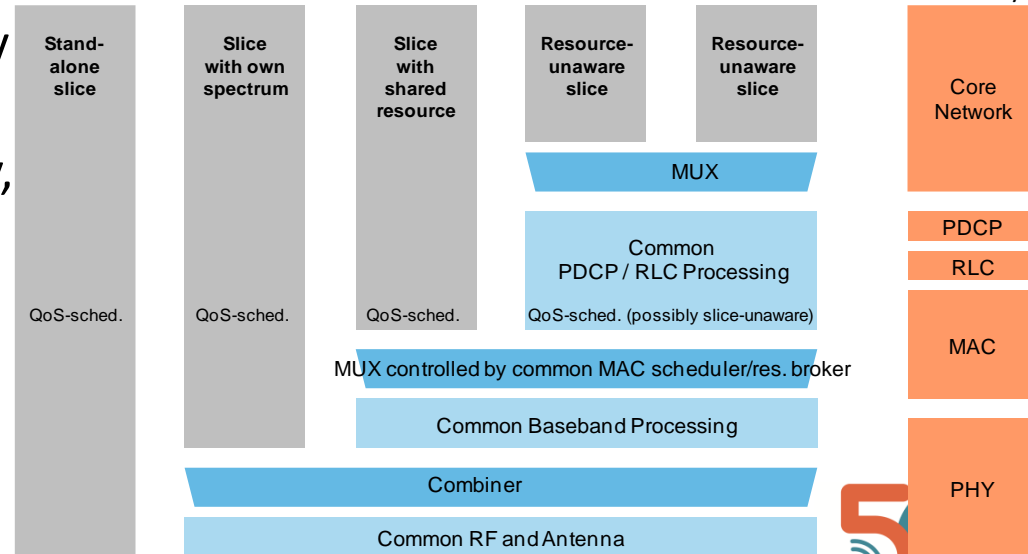 Stand-
alone
slice
Slice
with own
spectrum
Slice
with
shared
resource
Resource-
unaware
slice
Resource-
unaware
slice
Core
Network
MUX
PDCP
Common
PDCP / RLC Processing
RLC
QoS-sched.
QoS-sched.
QoS-sched.
QoS-sched. (possibly slice-unaware)
MAC
MUX controlled by common MAC scheduler/res. broker
Common Baseband Processing
Combiner
PHY
Common RF and Antenna
5